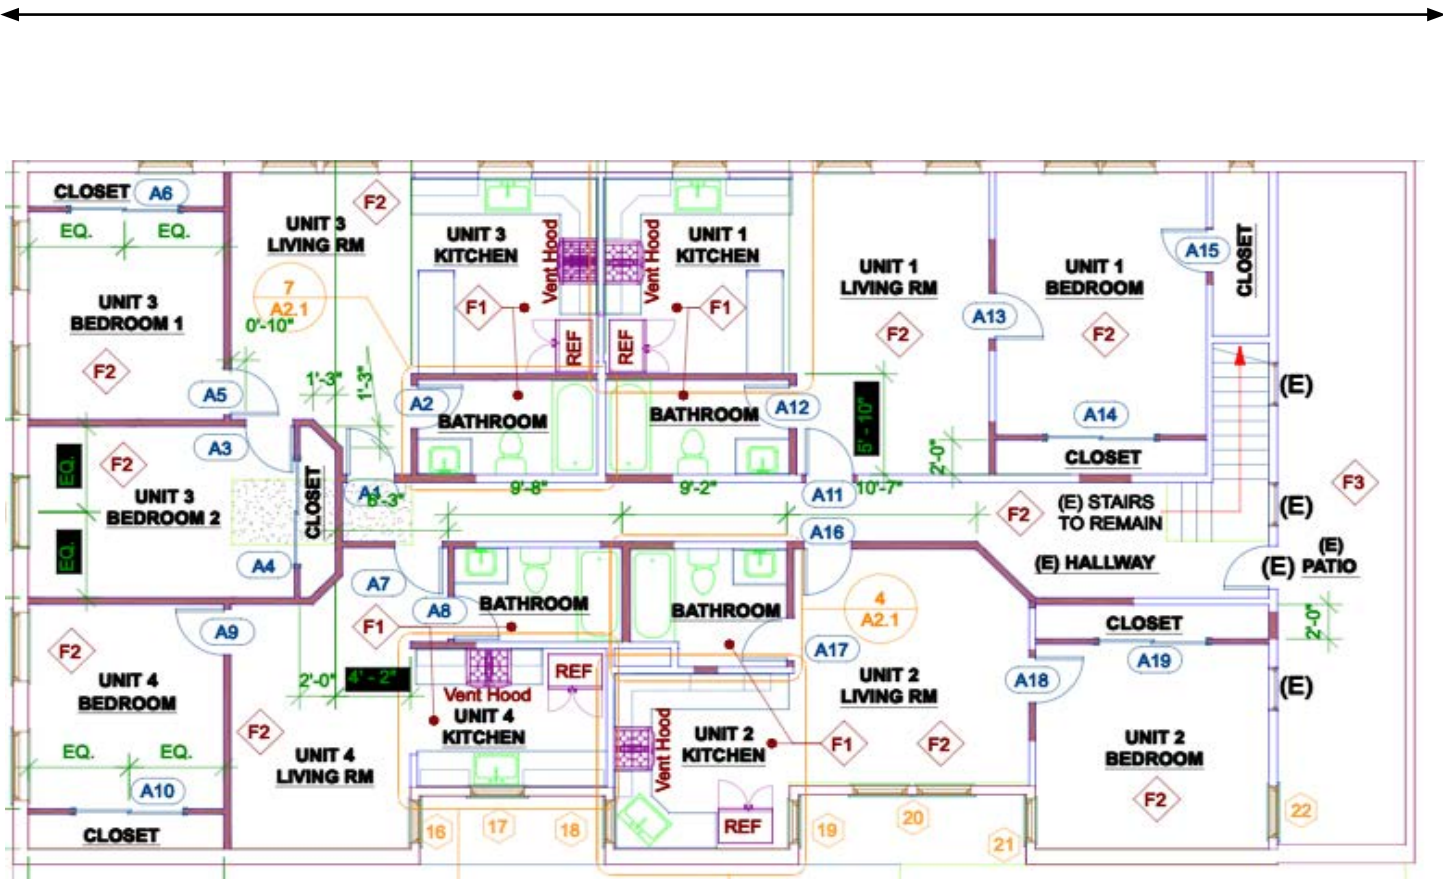 CLOSET
A6
EQ.
EQ.
UNIT 3
BEDROOM 1
F2
A5
0'-10"
UNIT 3
LIVING RM
F2
7
A2.1
1'-3"
1'-3"
UNIT 3
KITCHEN
Vent Hood
F1
REF
A2
BATHROOM
UNIT 1
KITCHEN
Vent Hood
F1
REF
BATHROOM
A12
UNIT 1
LIVING RM
F2
5' - 10"
2'-0"
A13
UNIT 1
BEDROOM
F2
A14
CLOSET
A15
CLOSET
(E)
A3
F2
EQ.
EQ.
UNIT 3
BEDROOM 2
CLOSET
A4
A1
9'-8"
9'-2"
A11
10'-7"
A16
F2
(E) STAIRS
TO REMAIN
(E) HALLWAY
(E)
(E)
(E)
PATIO
F3
A7
A8
F1
BATHROOM
BATHROOM
A17
4
A2.1
CLOSET
A19
2'-0"
A9
F2
UNIT 4
BEDROOM
EQ.
EQ.
A10
CLOSET
2'-0"
4' - 2"
F2
UNIT 4
LIVING RM
Vent Hood
REF
UNIT 4
KITCHEN
Vent Hood
UNIT 2
KITCHEN
REF
UNIT 2
LIVING RM
F1
F2
A18
(E)
UNIT 2
BEDROOM
F2
16
17
18
19
20
21
22